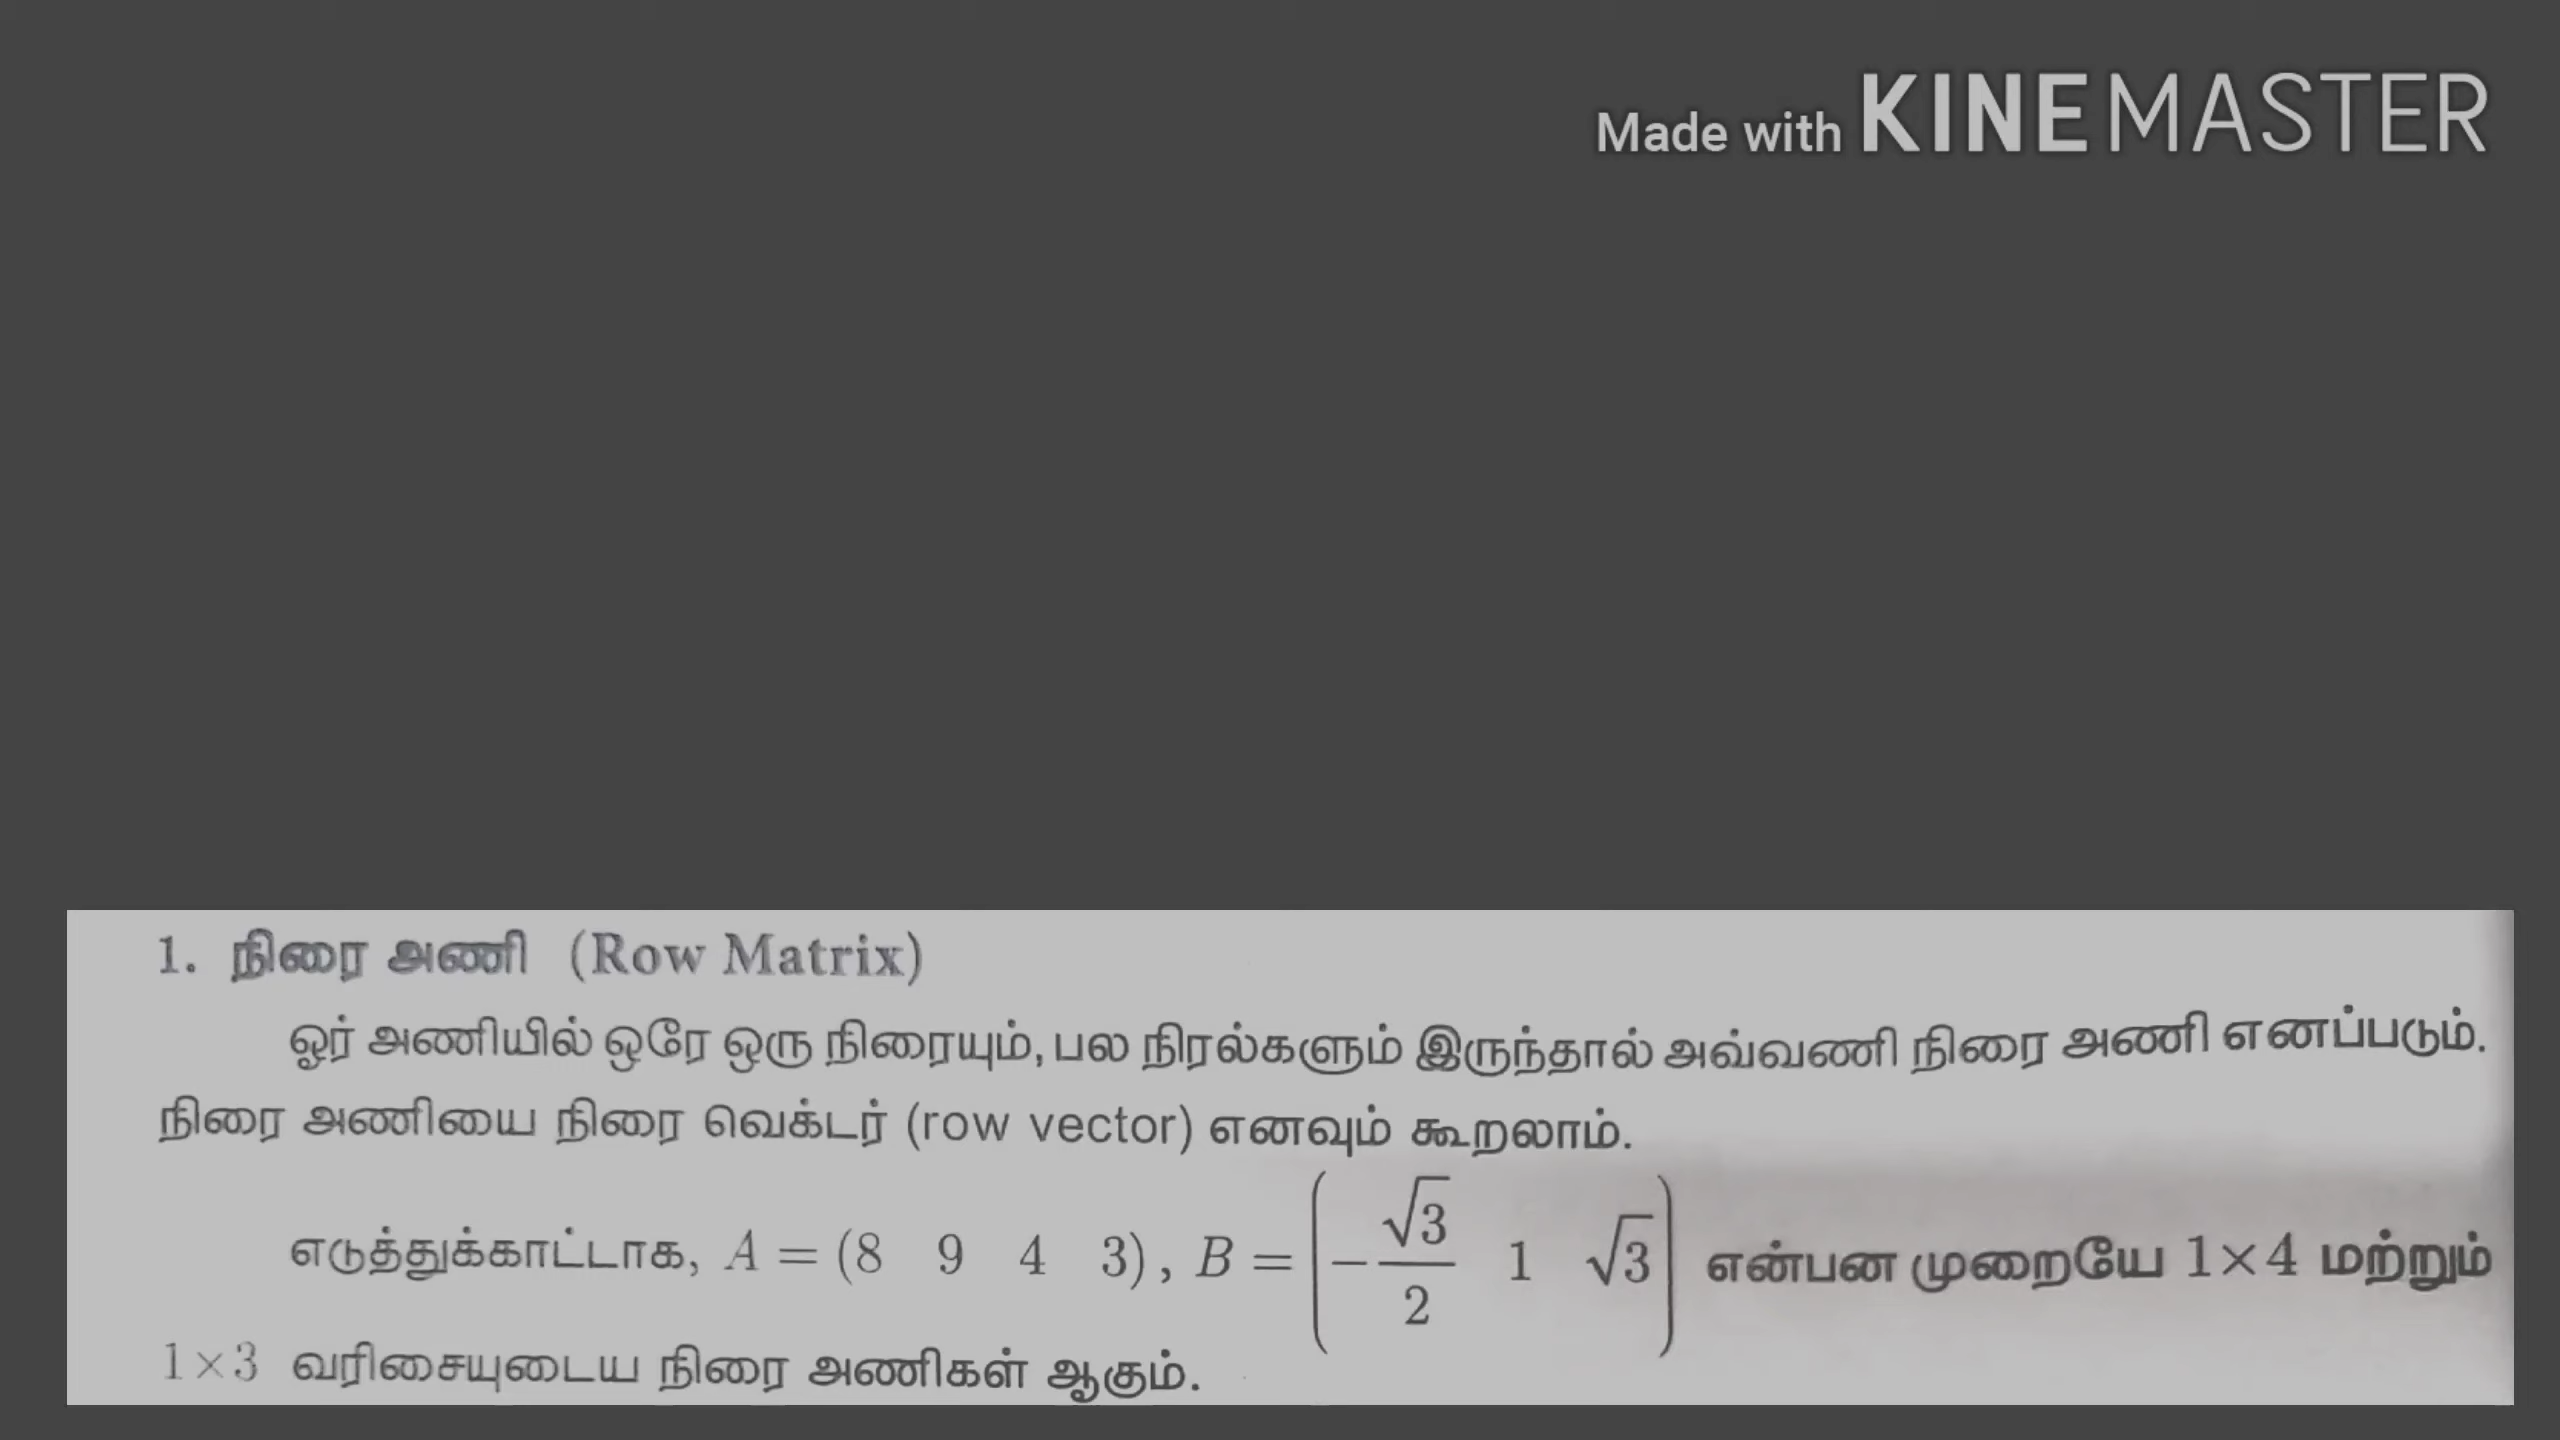 Made with KINEMASTER
1. நிரை அணி (Row Matrix)
ஓர் அணியில் ஒரே ஒரு நிரையும், பல நிரல்களும் இருந்தால் அவ்வணி நிரை அணி எனப்படும்.
நிரை அணியை நிரை வெக்டர் (row vector) எனவும் கூறலாம்.
எடுத்துக்காட்டாக, A = (8 9 4 3), B = (−√3/2 1 √3) என்பன முறையே 1×4 மற்றும்
1×3 வரிசையுடைய நிரை அணிகள் ஆகும்.